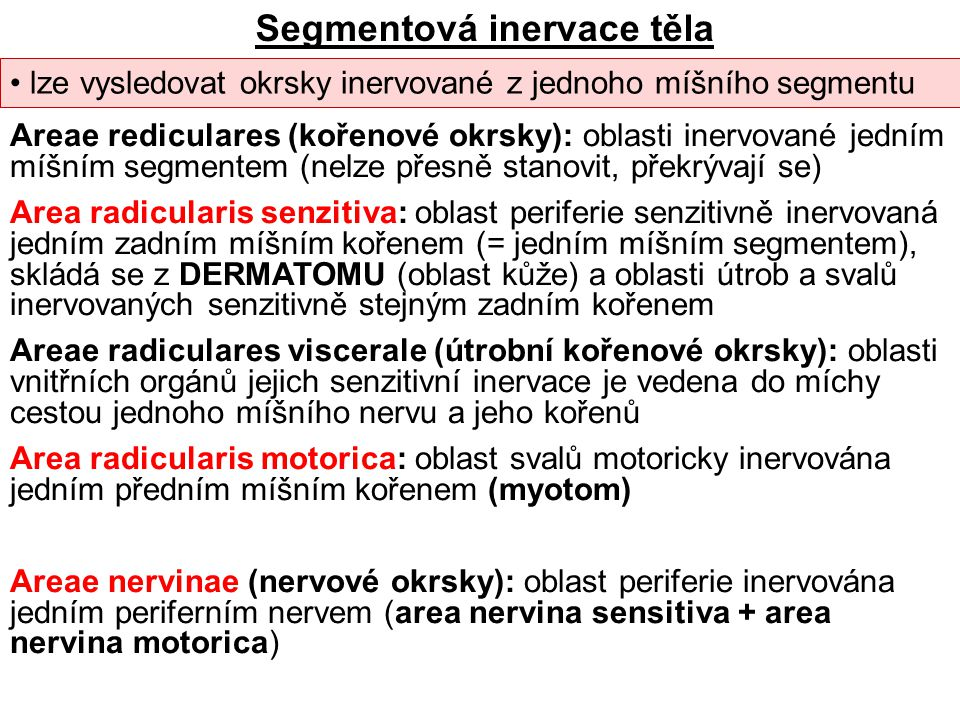 Segmentová inervace těla
• lze vysledovat okrsky inervované z jednoho míšního segmentu
Areae rediculares (kořenové okrsky): oblasti inervované jedním
míšním segmentem (nelze přesně stanovit, překrývají se)
Area radicularis senzitiva: oblast periferie senzitivně inervovaná
jedním zadním míšním kořenem (= jedním míšním segmentem),
skládá se z DERMATOMU (oblast kůže) a oblasti útrob a svalů
inervovaných senzitivně stejným zadním kořenem
Areae radiculares viscerale (útrobní kořenové okrsky): oblasti
vnitřních orgánů jejich senzitivní inervace je vedena do míchy
cestou jednoho míšního nervu a jeho kořenů
Area radicularis motorica: oblast svalů motoricky inervována
jedním předním míšním kořenem (myotom)
Areae nervinae (nervové okrsky): oblast periferie inervována
jedním periferním nervem (area nervina sensitiva + area
nervina motorica)